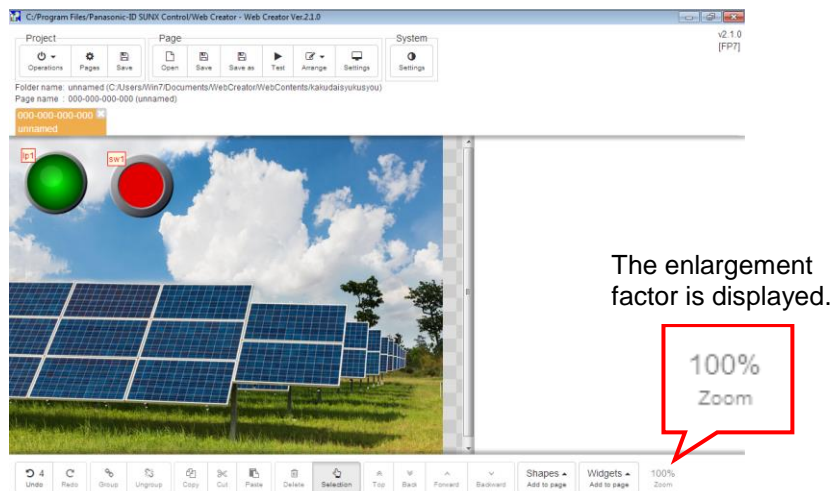 C:/Program Files/Panasonic-ID SUNX Control/Web Creator - Web Creator Ver.2.1.0
Project Page System
v2.1.0
[FP7]
Operations Pages Save Open Save Save as Test Arrange Settings Settings
Folder name: unnamed (C:/Users/Win7/Documents/WebCreator/WebContents/kakudaisyukusyou)
Page name : 000-000-000-000 (unnamed)
000-000-000-000
unnamed
lp1 sw1
The enlargement
factor is displayed.
100%
Zoom
4 Shapes Widgets 100%
Undo Redo Group Ungroup Copy Cut Paste Delete Selection Top Back Forward Backward Add to page Add to page Zoom